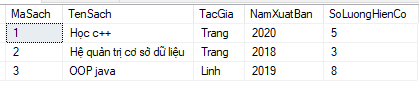 MaSach TenSach TacGia NamXuatBan SoLuongHienCo
1 Học c++ Trang 2020 5
2 Hệ quản trị cơ sở dữ liệu Trang 2018 3
3 OOP java Linh 2019 8